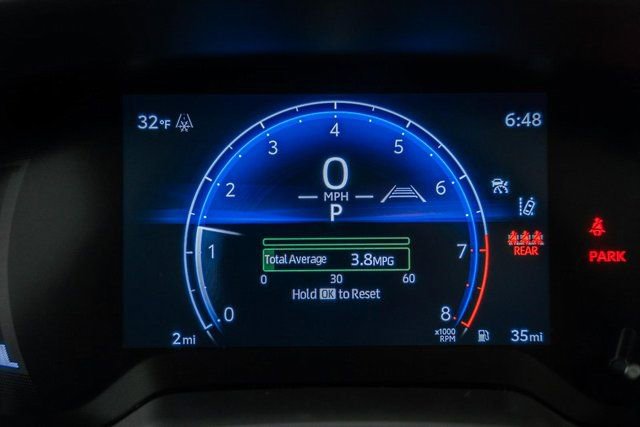 32°F
6:48
4
3 5
2 6
1 7
0 8
0
MPH
P
REAR
PARK
Total Average 3.8MPG
0 30 60
Hold OK to Reset
x1000
RPM
2mi
35mi